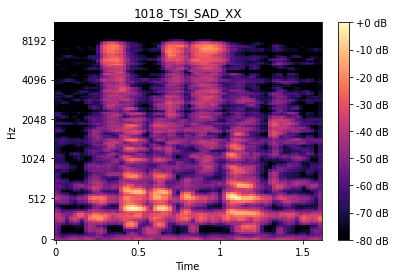 1018_TSI_SAD_XX
+0 dB
8192
-10 dB
4096
-20 dB
-30 dB
2048
Hz
-40 dB
1024
-50 dB
512
-60 dB
-70 dB
0
-80 dB
0
0.5
1
1.5
Time